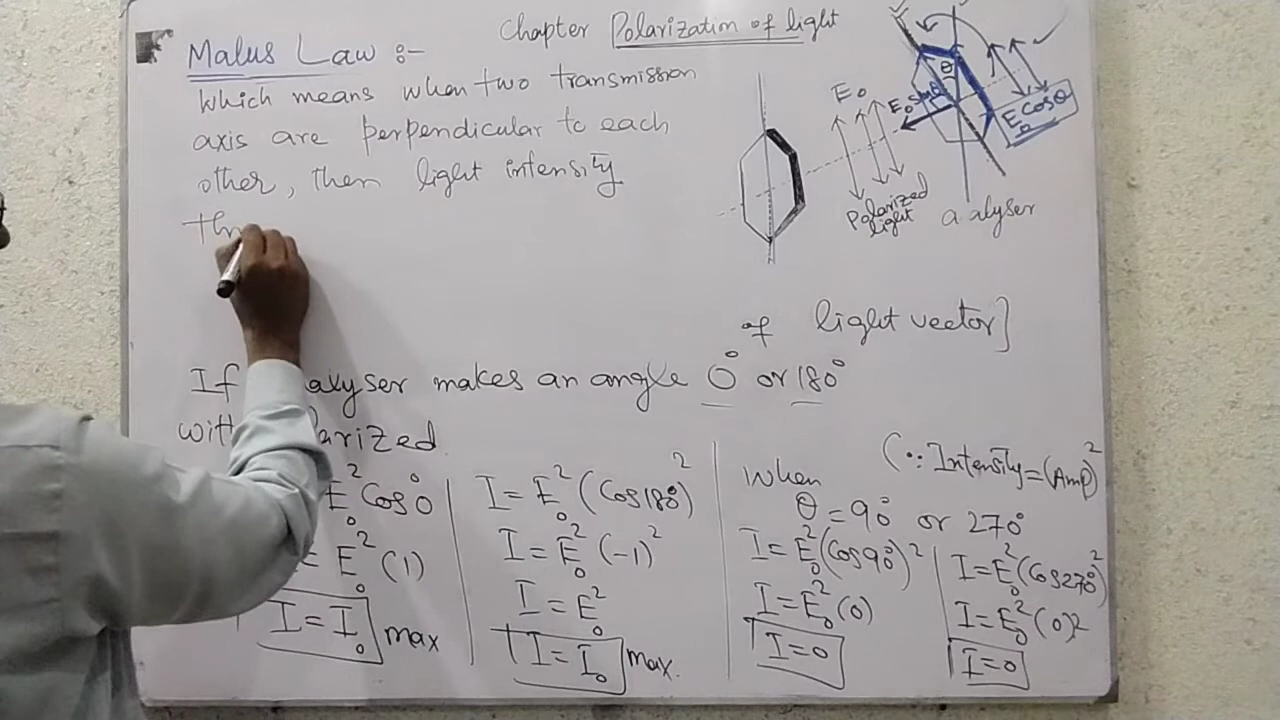 Chapter Polarization of light
Malus Law :-
which means when two transmission
axis are perpendicular to each
other, then light intensity
thr
E₀
E₀ sinθ
θ
E₀ cosθ
Polarized
light
a alyser
of light vector]
If alyser makes an angle 0° or 180°
with larized
E₀² Cos 0°
= E₀² (1)
I = I₀ max
I = E₀² (Cos 180°)²
I = E₀² (-1)²
I = E₀²
I = I₀ max.
(∵ Intensity = (Amp)²
when
θ = 90° or 270°
I = E₀² (Cos 90°)²
I = E₀² (0)
I = 0
I = E₀² (Cos 270°)²
I = E₀² (0)²
I = 0